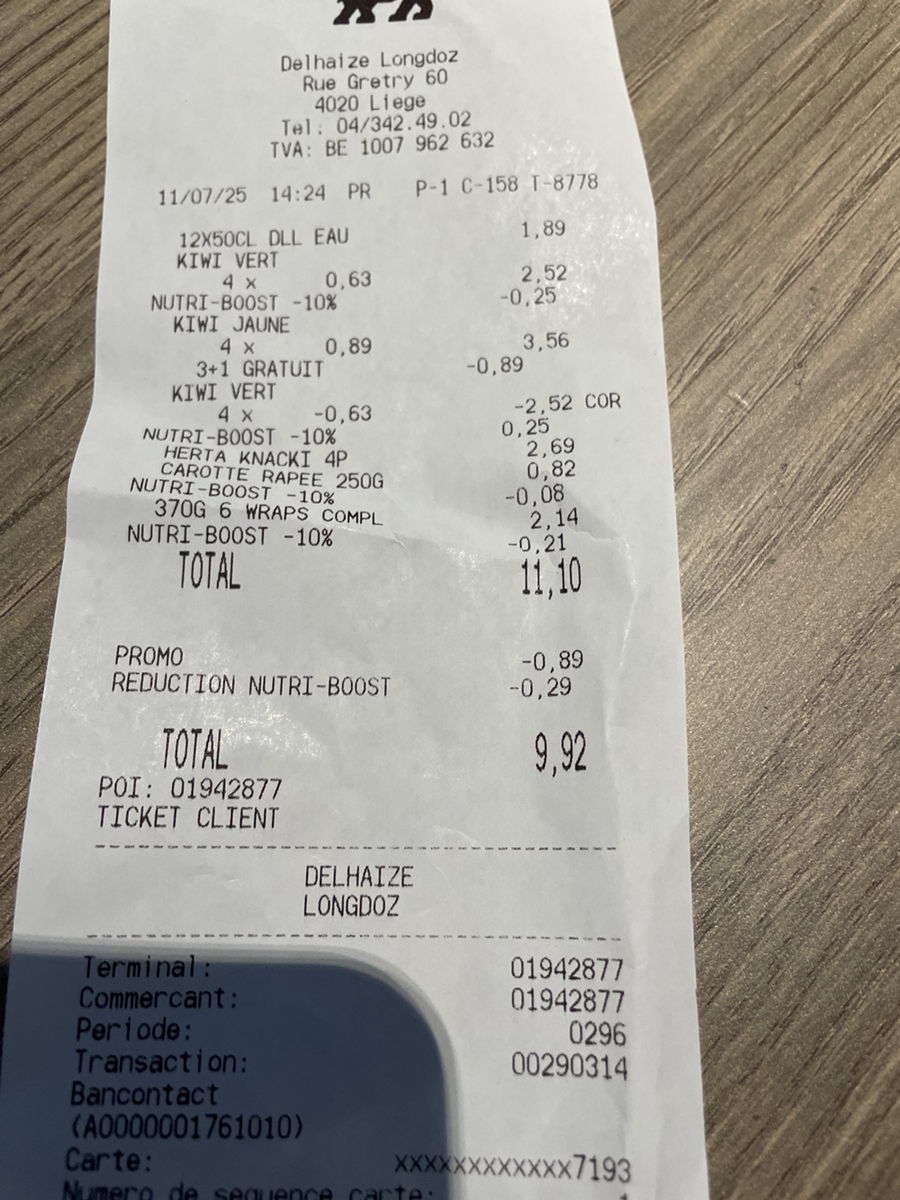 Delhaize Longdoz
Rue Gretry 60
4020 Liege
Tel: 04/342.49.02
TVA: BE 1007 962 632
11/07/25 14:24 PR P-1 C-158 T-8778
12X50CL DLL EAU 1,89
KIWI VERT
4 x 0,63 2,52
NUTRI-BOOST -10% -0,25
KIWI JAUNE
4 x 0,89 3,56
3+1 GRATUIT -0,89
KIWI VERT
4 x -0,63 -2,52 COR
NUTRI-BOOST -10% 0,25
HERTA KNACKI 4P 2,69
CAROTTE RAPEE 250G 0,82
NUTRI-BOOST -10% -0,08
370G 6 WRAPS COMPL 2,14
NUTRI-BOOST -10% -0,21
TOTAL 11,10
PROMO -0,89
REDUCTION NUTRI-BOOST -0,29
TOTAL 9,92
POI: 01942877
TICKET CLIENT
DELHAIZE
LONGDOZ
Terminal: 01942877
Commercant: 01942877
Periode: 0296
Transaction: 00290314
Bancontact
(A0000001761010)
Carte: xxxxxxxxxxxx7193
Numero de sequence carte: